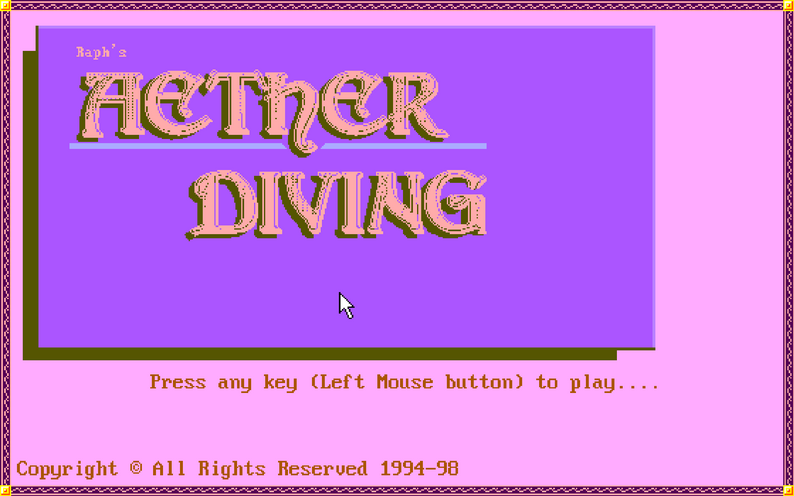 Raph's
AETHER
DIVING
Press any key (Left Mouse button) to play....
Copyright © All Rights Reserved 1994-98